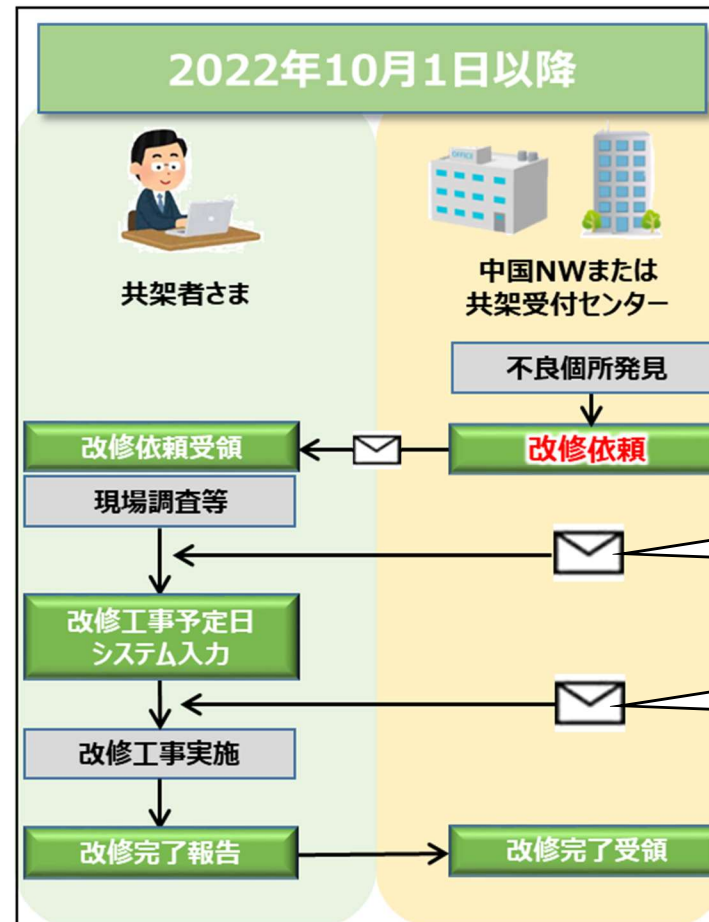 2022年10月1日以降
OFFICE
共架者さま
中国NWまたは
共架受付センター
不良個所発見
改修依頼受領
改修依頼
現場調査等
改修工事予定日
システム入力
改修工事実施
改修完了報告
改修完了受領